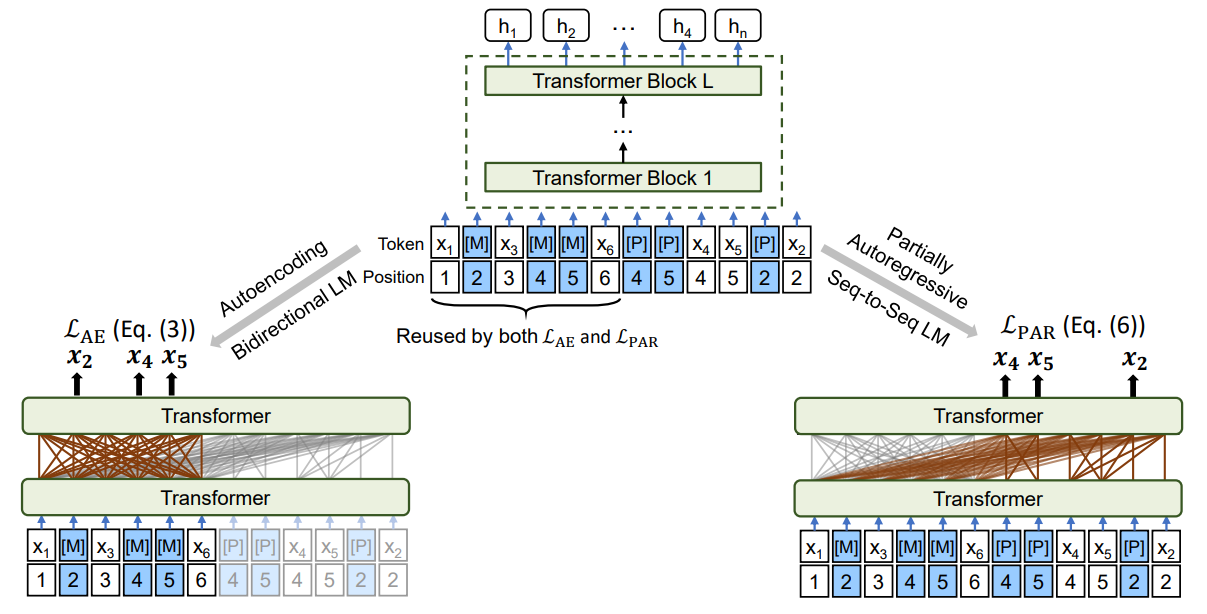 h1 h2 ... h4 hn
Transformer Block L
...
Transformer Block 1
Token x1 [M] x3 [M] [M] x6 [P] [P] x4 x5 [P] x2
Position 1 2 3 4 5 6 4 5 4 5 2 2
Reused by both ℒAE and ℒPAR
Autoencoding
Bidirectional LM
Partially
Autoregressive
Seq-to-Seq LM
ℒAE (Eq. (3))
x2 x4 x5
Transformer
Transformer
x1 [M] x3 [M] [M] x6 [P] [P] x4 x5 [P] x2
1 2 3 4 5 6 4 5 4 5 2 2
ℒPAR (Eq. (6))
x4 x5 x2
Transformer
Transformer
x1 [M] x3 [M] [M] x6 [P] [P] x4 x5 [P] x2
1 2 3 4 5 6 4 5 4 5 2 2